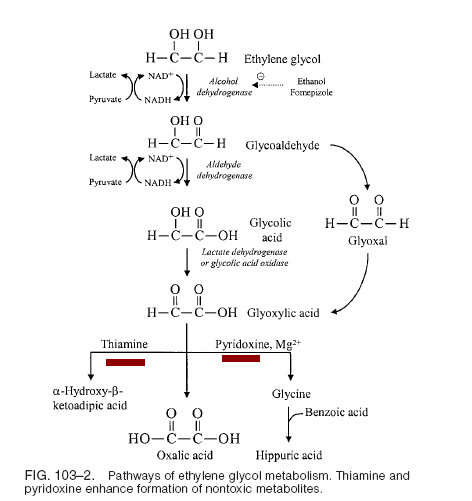 OH OH
H–C–C–H
Ethylene glycol
Lactate
NAD+
Pyruvate
NADH
Alcohol
dehydrogenase
⊖
Ethanol
Fomepizole
OH O
H–C–C–H
Glycoaldehyde
Lactate
NAD+
Pyruvate
NADH
Aldehyde
dehydrogenase
OH O
H–C–C–OH
Glycolic
acid
O O
H–C–C–H
Glyoxal
Lactate dehydrogenase
or glycolic acid oxidase
O O
H–C–C–OH
Glyoxylic acid
Thiamine
Pyridoxine, Mg2+
α-Hydroxy-β-
ketoadipic acid
Glycine
Benzoic acid
O O
HO–C–C–OH
Oxalic acid
Hippuric acid
FIG. 103–2. Pathways of ethylene glycol metabolism. Thiamine and
pyridoxine enhance formation of nontoxic metabolites.